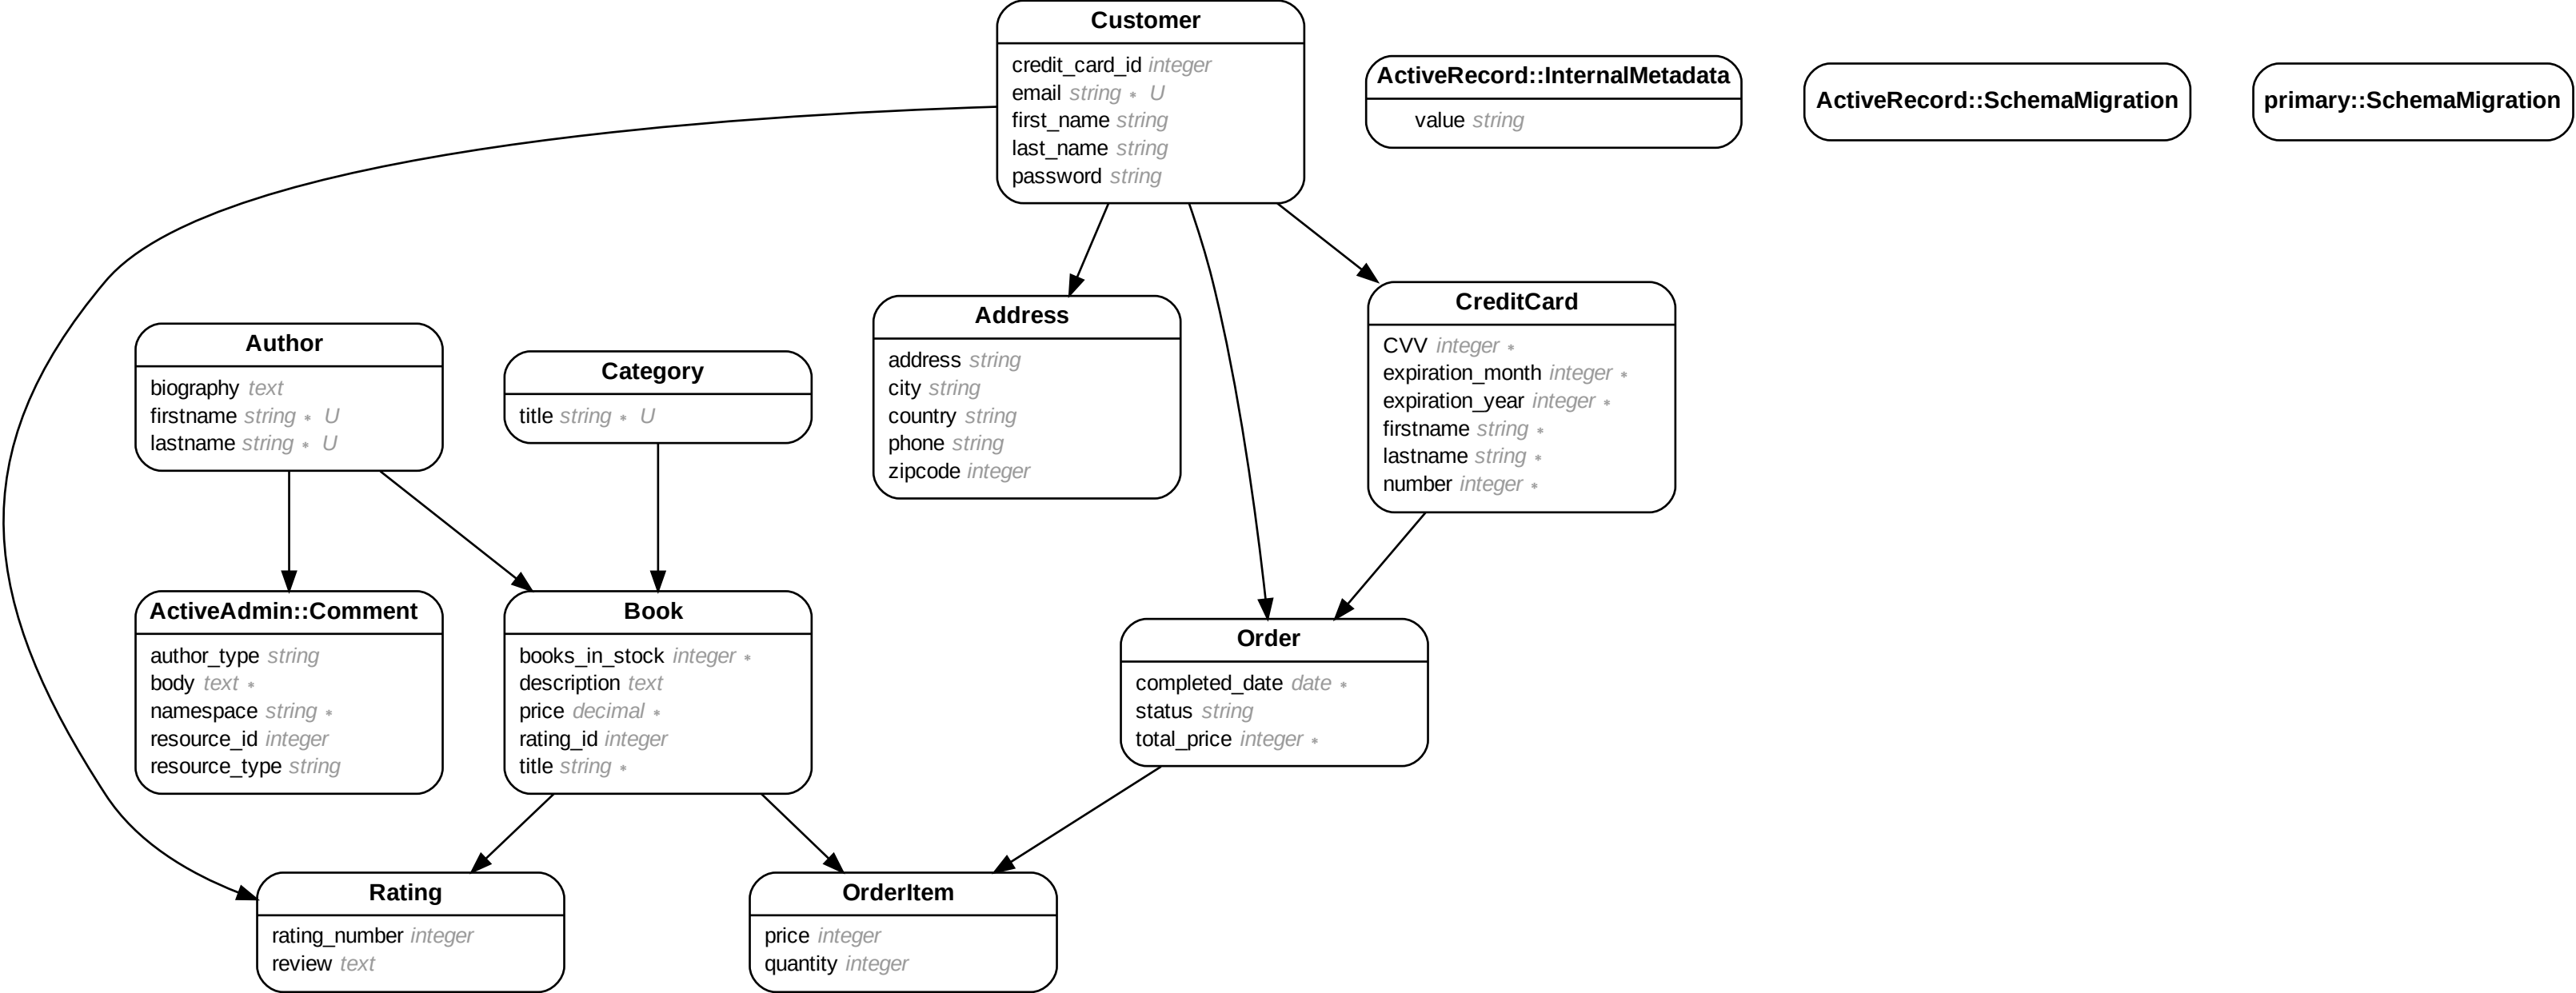 Customer
credit_card_id integer
email string * U
first_name string
last_name string
password string
ActiveRecord::InternalMetadata
value string
ActiveRecord::SchemaMigration
primary::SchemaMigration
Author
biography text
firstname string * U
lastname string * U
Category
title string * U
Address
address string
city string
country string
phone string
zipcode integer
CreditCard
CVV integer *
expiration_month integer *
expiration_year integer *
firstname string *
lastname string *
number integer *
ActiveAdmin::Comment
author_type string
body text *
namespace string *
resource_id integer
resource_type string
Book
books_in_stock integer *
description text
price decimal *
rating_id integer
title string *
Order
completed_date date *
status string
total_price integer *
Rating
rating_number integer
review text
OrderItem
price integer
quantity integer